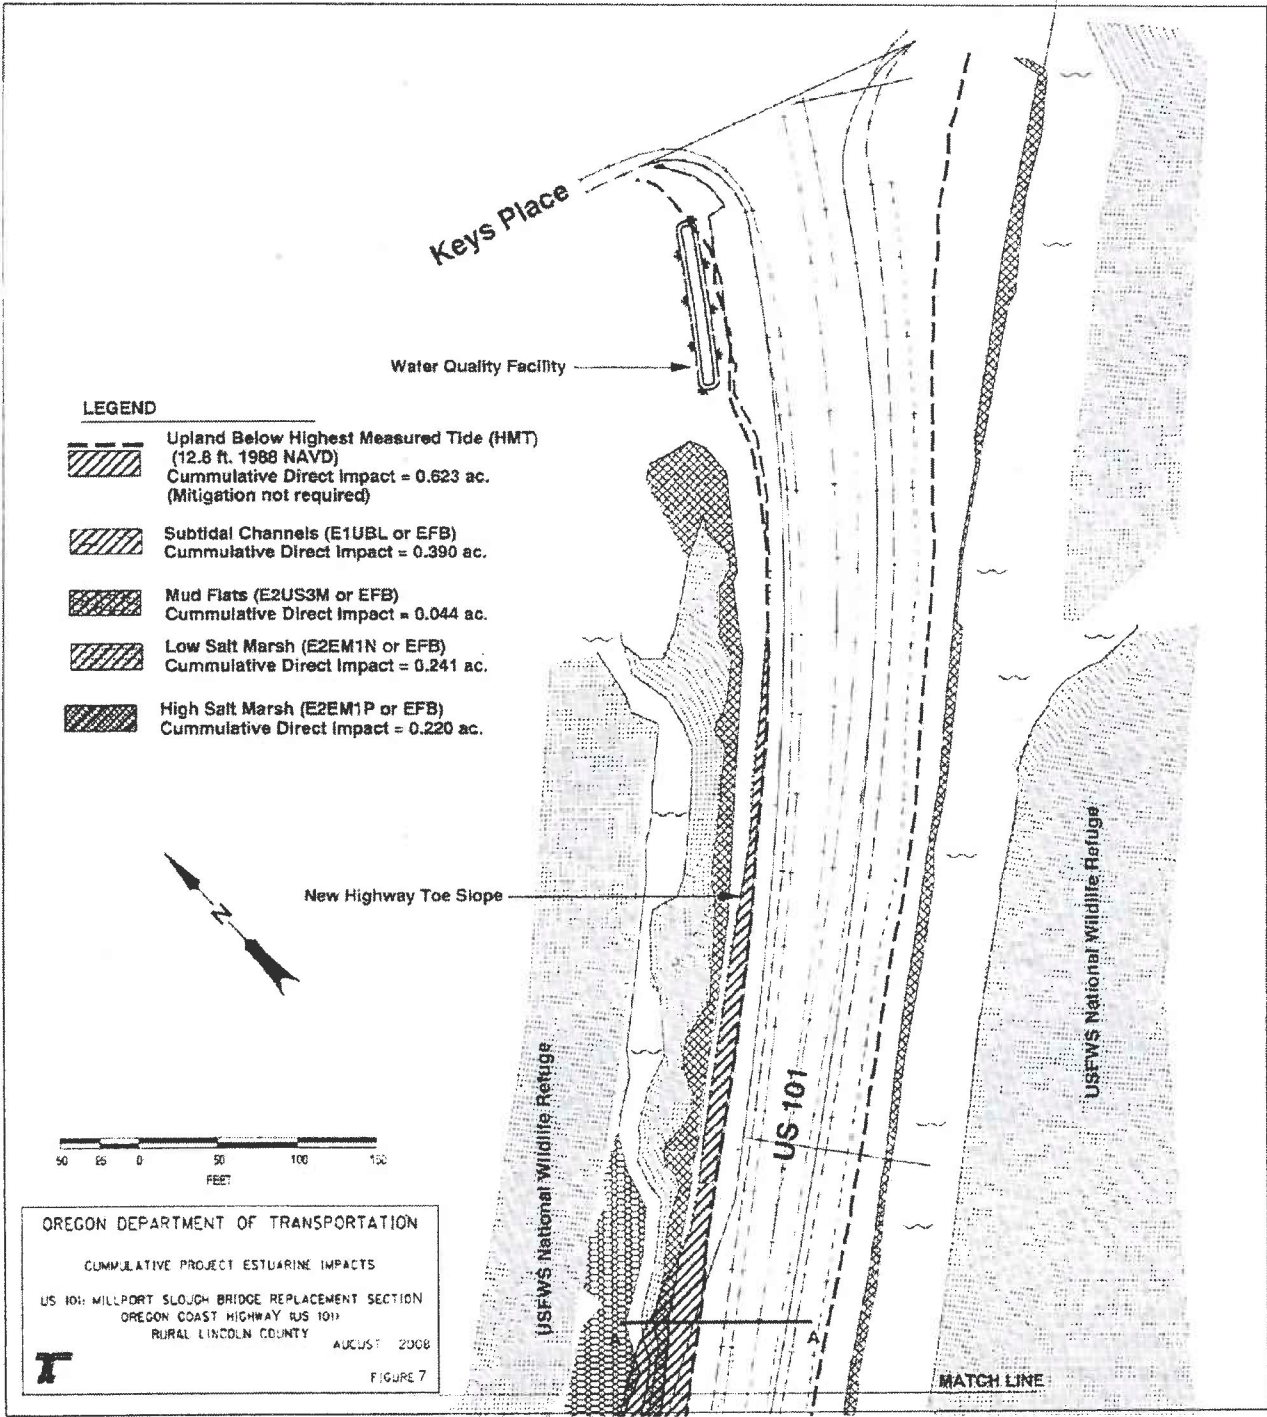 Keys Place
Water Quality Facility
LEGEND
Upland Below Highest Measured Tide (HMT)
(12.8 ft. 1988 NAVD)
Cummulative Direct Impact = 0.623 ac.
(Mitigation not required)
Subtidal Channels (E1UBL or EFB)
Cummulative Direct Impact = 0.390 ac.
Mud Flats (E2US3M or EFB)
Cummulative Direct Impact = 0.044 ac.
Low Salt Marsh (E2EM1N or EFB)
Cummulative Direct Impact = 0.241 ac.
High Salt Marsh (E2EM1P or EFB)
Cummulative Direct Impact = 0.220 ac.
New Highway Toe Slope
N
USFWS National Wildlife Refuge
US 101
USFWS National Wildlife Refuge
50 25 0 50 100 150
FEET
A A
MATCH LINE
OREGON DEPARTMENT OF TRANSPORTATION
CUMMULATIVE PROJECT ESTUARINE IMPACTS
US 101: MILLPORT SLOUGH BRIDGE REPLACEMENT SECTION
OREGON COAST HIGHWAY (US 101)
RURAL LINCOLN COUNTY
AUGUST 2008
FIGURE 7